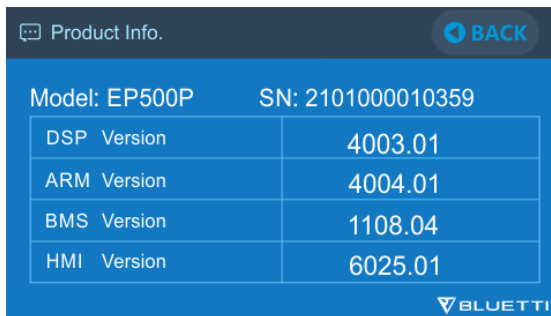 Product Info.
BACK
Model: EP500P SN: 2101000010359
DSP Version 4003.01
ARM Version 4004.01
BMS Version 1108.04
HMI Version 6025.01
BLUETTI